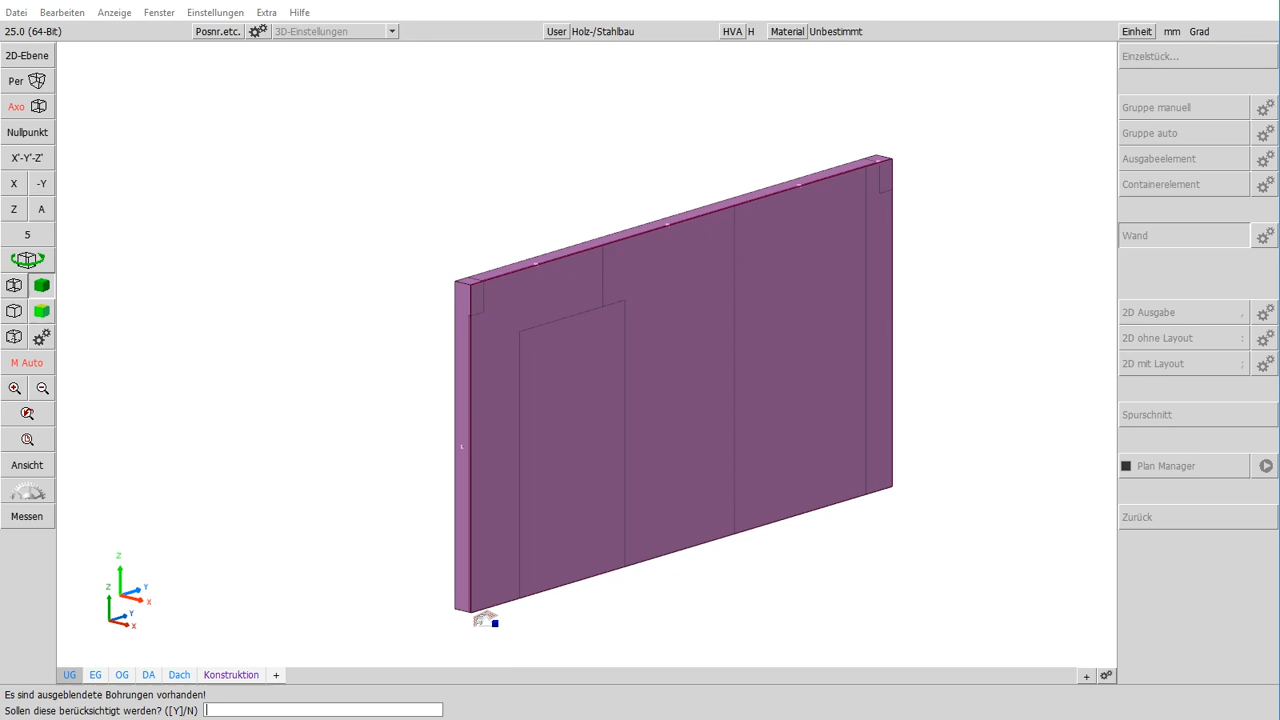 Datei Bearbeiten Anzeige Fenster Einstellungen Extra Hilfe
25.0 (64-Bit) Posnr.etc. 3D-Einstellungen User Holz-/Stahlbau HVA H Material Unbestimmt Einheit mm Grad
2D-Ebene
Per
Axo
Nullpunkt
X'-Y'-Z'
X -Y
Z A
5
M Auto
Ansicht
Messen
Einzelstück...
Gruppe manuell
Gruppe auto
Ausgabeelement
Containerelement
Wand
2D Ausgabe ,
2D ohne Layout :
2D mit Layout ;
Spurschnitt
Plan Manager
Zurück
L
Z
Y
X
Z
Y
X
UG EG OG DA Dach Konstruktion + +
Es sind ausgeblendete Bohrungen vorhanden!
Sollen diese berücksichtigt werden? ([Y]/N)